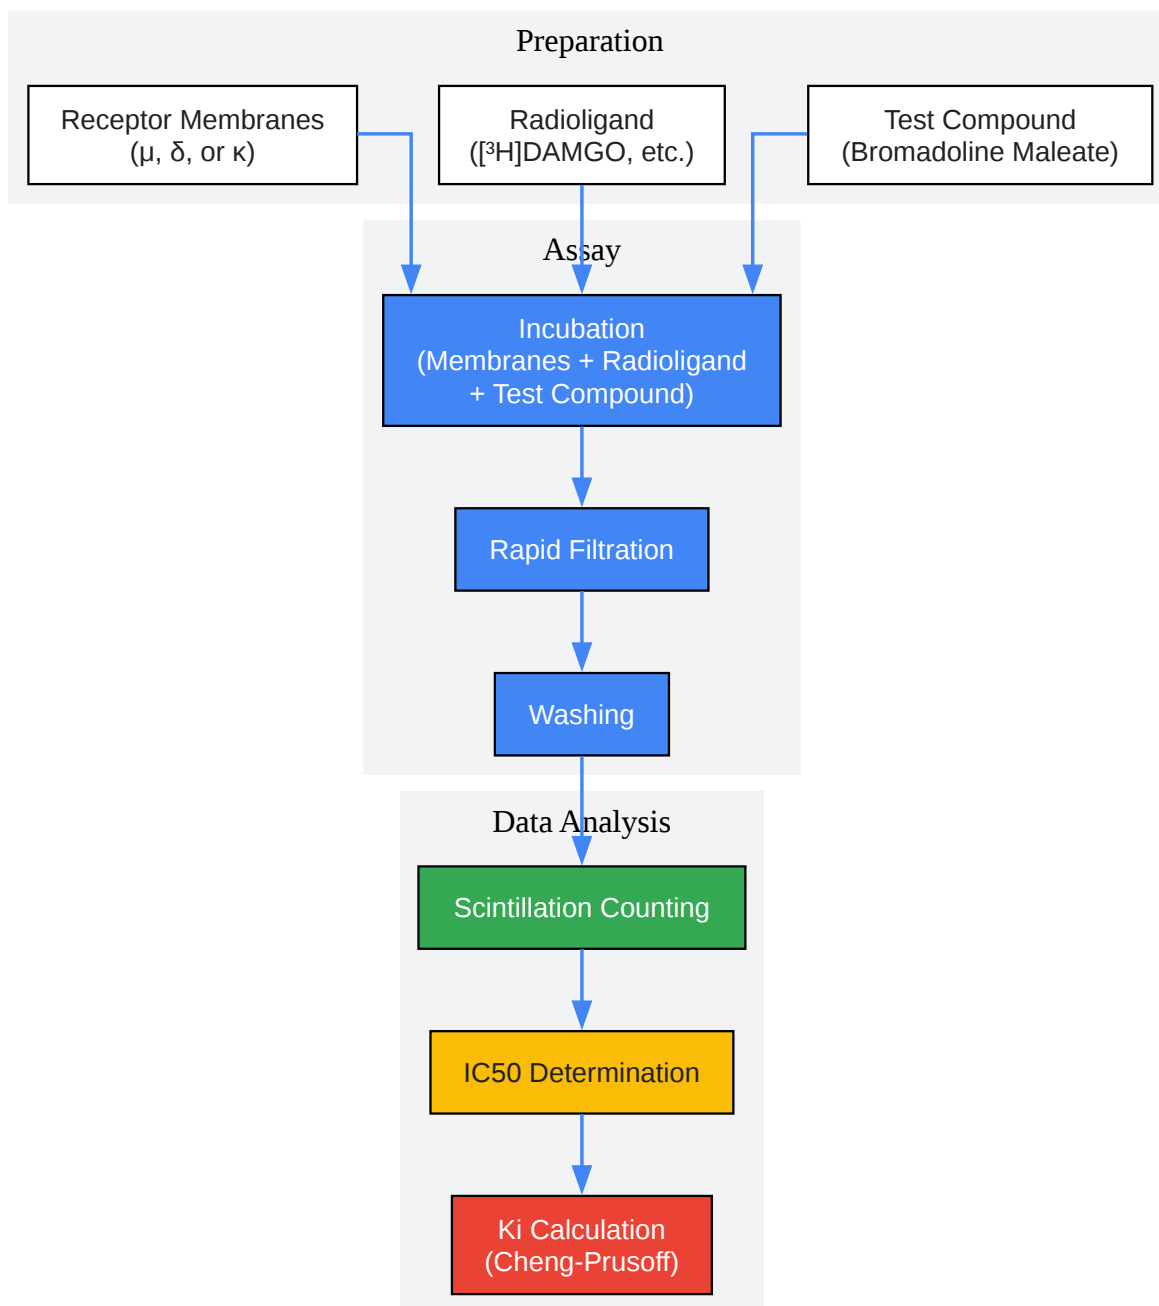 Preparation
Receptor Membranes
(μ, δ, or κ)
Radioligand
([³H]DAMGO, etc.)
Test Compound
(Bromadoline Maleate)
Assay
Incubation
(Membranes + Radioligand
+ Test Compound)
Rapid Filtration
Washing
Data Analysis
Scintillation Counting
IC50 Determination
Ki Calculation
(Cheng-Prusoff)